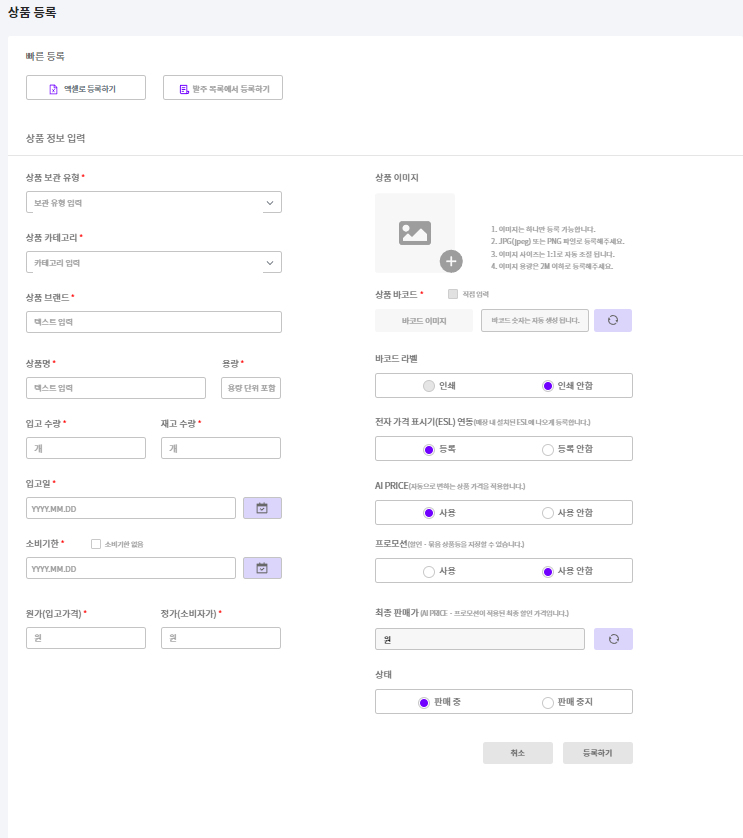 상품 등록
빠른 등록
엑셀로 등록하기
발주 목록에서 등록하기
상품 정보 입력
상품 보관 유형 *
보관 유형 입력
상품 카테고리 *
카테고리 입력
상품 브랜드 *
텍스트 입력
상품명 *
용량 *
텍스트 입력
용량 단위 포함
입고 수량 *
재고 수량 *
개
개
입고일 *
YYYY.MM.DD
소비기한 *
소비기한 없음
YYYY.MM.DD
원가(입고가격) *
정가(소비자가) *
원
원
상품 이미지
1. 이미지는 하나만 등록 가능합니다.
2. JPG(jpeg) 또는 PNG 파일로 등록해주세요.
3. 이미지 사이즈는 1:1로 자동 조절 됩니다.
4. 이미지 용량은 2M 이하로 등록해주세요.
상품 바코드 *
직접 입력
바코드 이미지
바코드 숫자는 자동 생성 됩니다.
바코드 라벨
인쇄
인쇄 안함
전자 가격 표시기(ESL) 연동(매장 내 설치된 ESL에 나오게 등록합니다.)
등록
등록 안함
AI PRICE(자동으로 변하는 상품 가격을 적용합니다.)
사용
사용 안함
프로모션(할인 - 묶음 상품등을 지정할 수 있습니다.)
사용
사용 안함
최종 판매가 (AI PRICE - 프로모션이 적용된 최종 할인 가격입니다.)
원
상태
판매 중
판매 중지
취소
등록하기